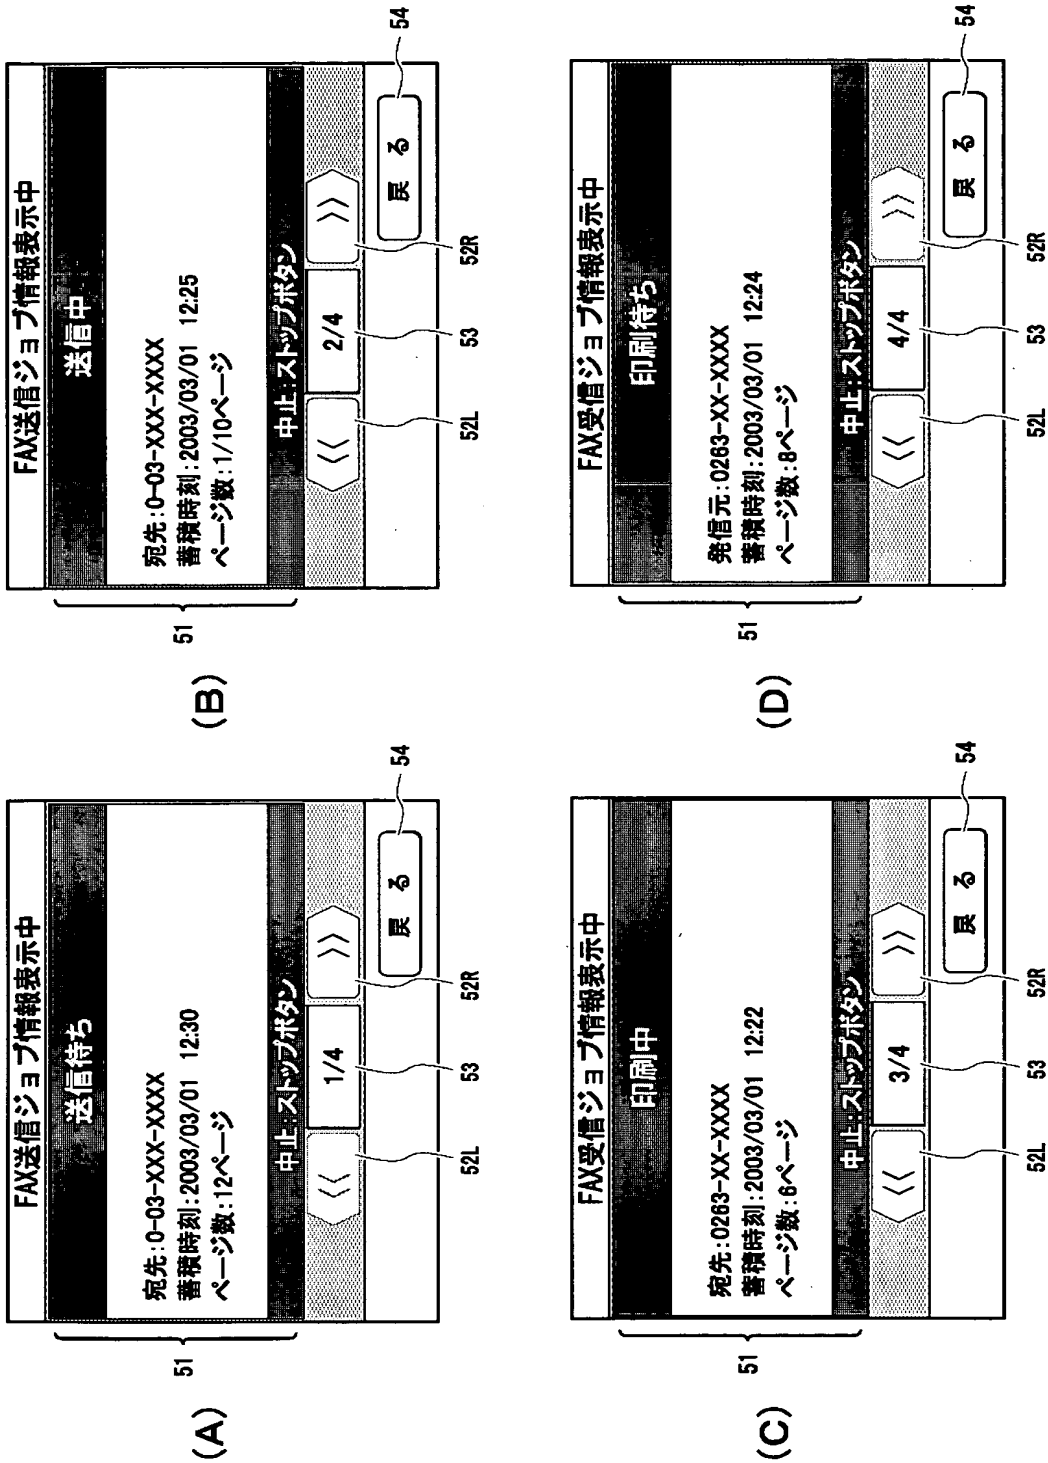 (A)
FAX送信ジョブ情報表示中
送信待ち
宛先:0-03-XXX-XXXX
蓄積時刻:2003/03/01 12:30
ページ数:12ページ
中止:ストップボタン
1/4
戻る
51
52L
53
52R
54
(B)
FAX送信ジョブ情報表示中
送信中
宛先:0-03-XXX-XXXX
蓄積時刻:2003/03/01 12:25
ページ数:1/10ページ
中止:ストップボタン
2/4
戻る
51
52L
53
52R
54
(C)
FAX受信ジョブ情報表示中
印刷中
宛先:0263-XX-XXXX
蓄積時刻:2003/03/01 12:22
ページ数:6ページ
中止:ストップボタン
3/4
戻る
51
52L
53
52R
54
(D)
FAX受信ジョブ情報表示中
印刷待ち
発信元:0263-XX-XXXX
蓄積時刻:2003/03/01 12:24
ページ数:8ページ
中止:ストップボタン
4/4
戻る
51
52L
53
52R
54